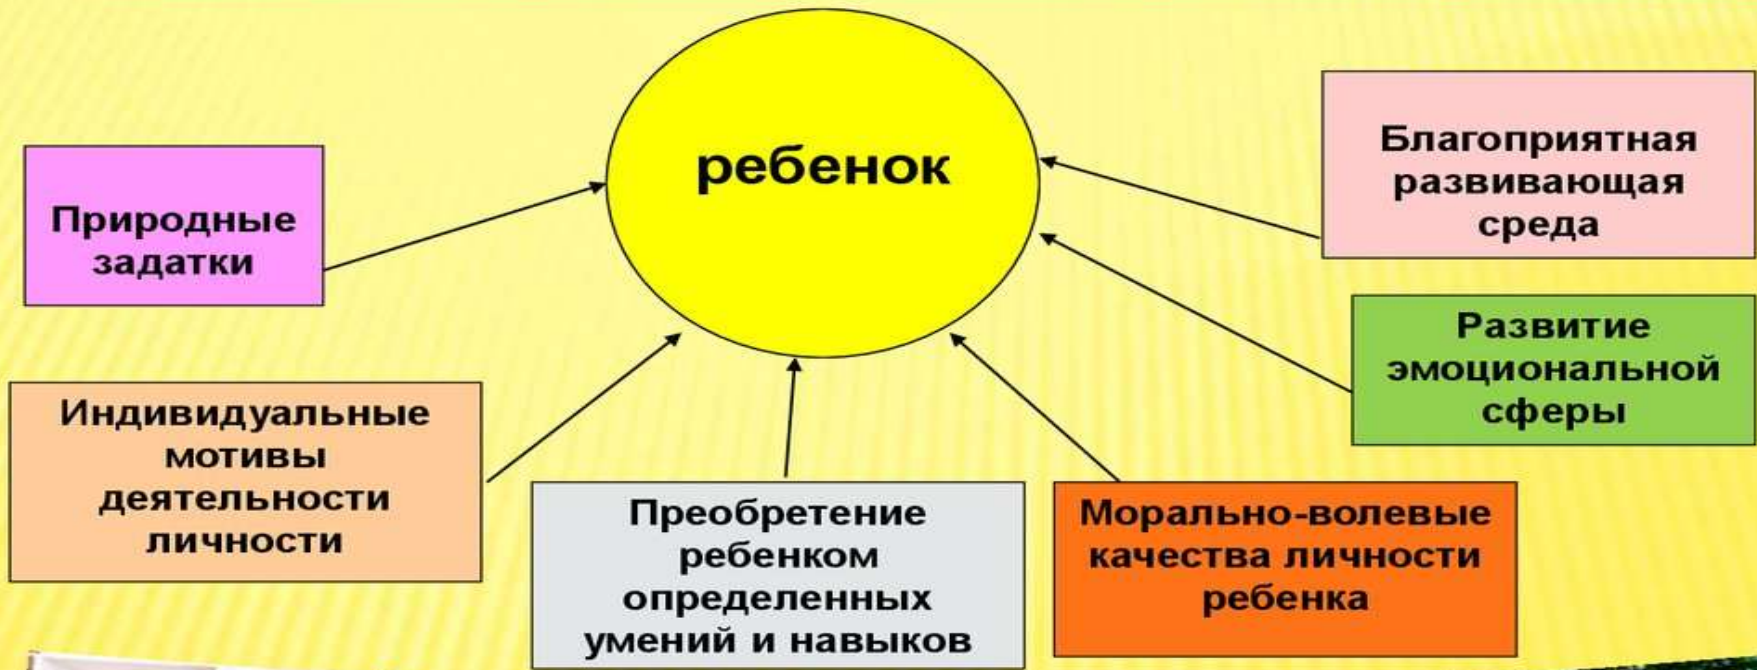 ребенок
Природные
задатки
Индивидуальные
мотивы
деятельности
личности
Преобретение
ребенком
определенных
умений и навыков
Морально-волевые
качества личности
ребенка
Развитие
эмоциональной
сферы
Благоприятная
развивающая
среда